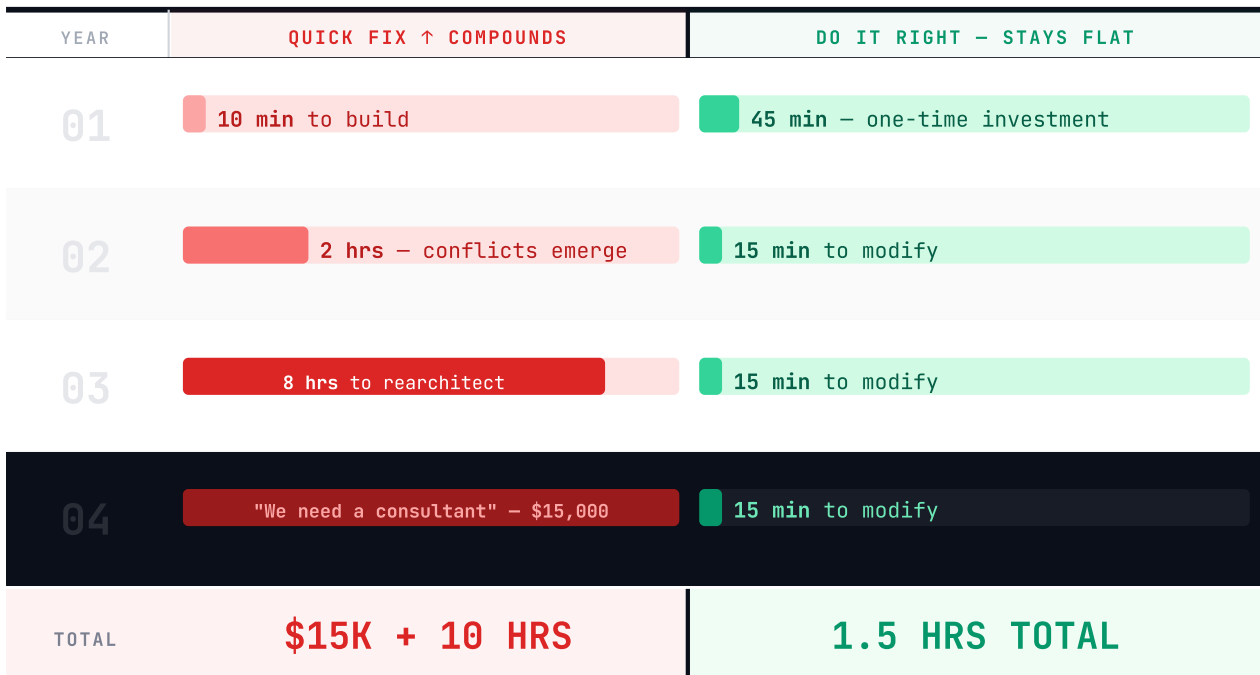 YEAR
QUICK FIX ↑ COMPOUNDS
DO IT RIGHT — STAYS FLAT
01
10 min to build
45 min — one-time investment
02
2 hrs — conflicts emerge
15 min to modify
03
8 hrs to rearchitect
15 min to modify
04
"We need a consultant" — $15,000
15 min to modify
TOTAL
$15K + 10 HRS
1.5 HRS TOTAL